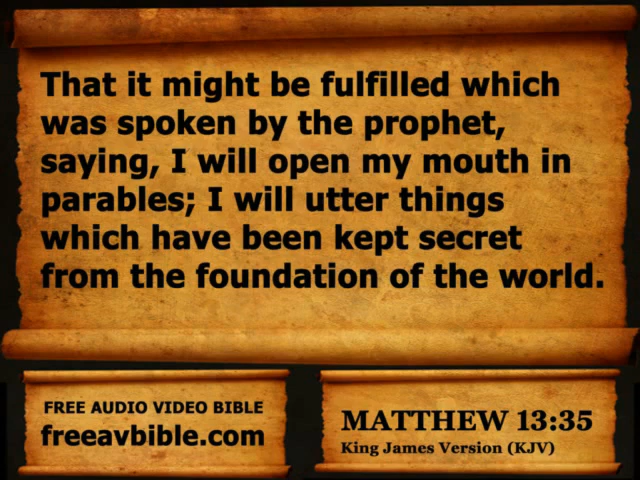 That it might be fulfilled which
was spoken by the prophet,
saying, I will open my mouth in
parables; I will utter things
which have been kept secret
from the foundation of the world.
FREE AUDIO VIDEO BIBLE
freeavbible.com
MATTHEW 13:35
King James Version (KJV)